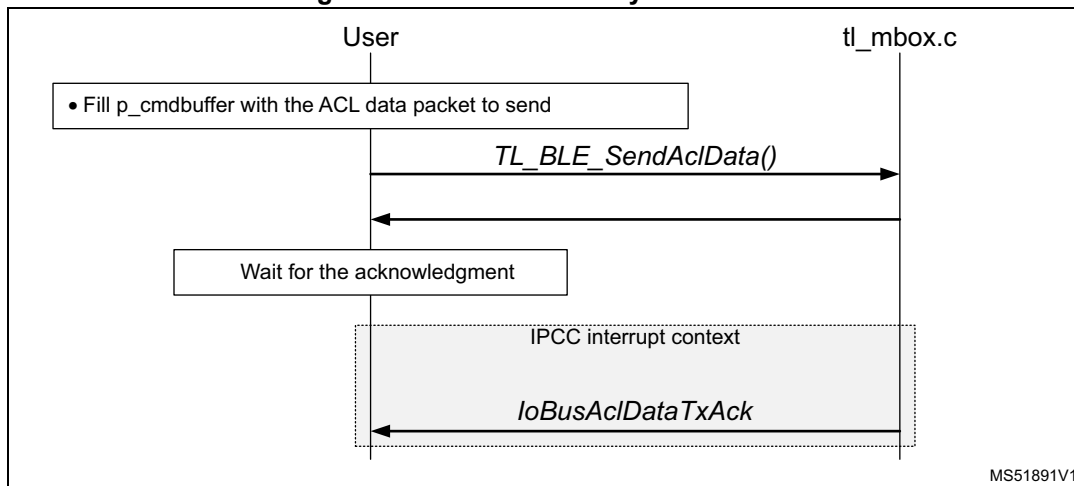 User
tl_mbox.c
• Fill p_cmdbuffer with the ACL data packet to send
TL_BLE_SendAclData()
Wait for the acknowledgment
IPCC interrupt context
IoBusAclDataTxAck
MS51891V1